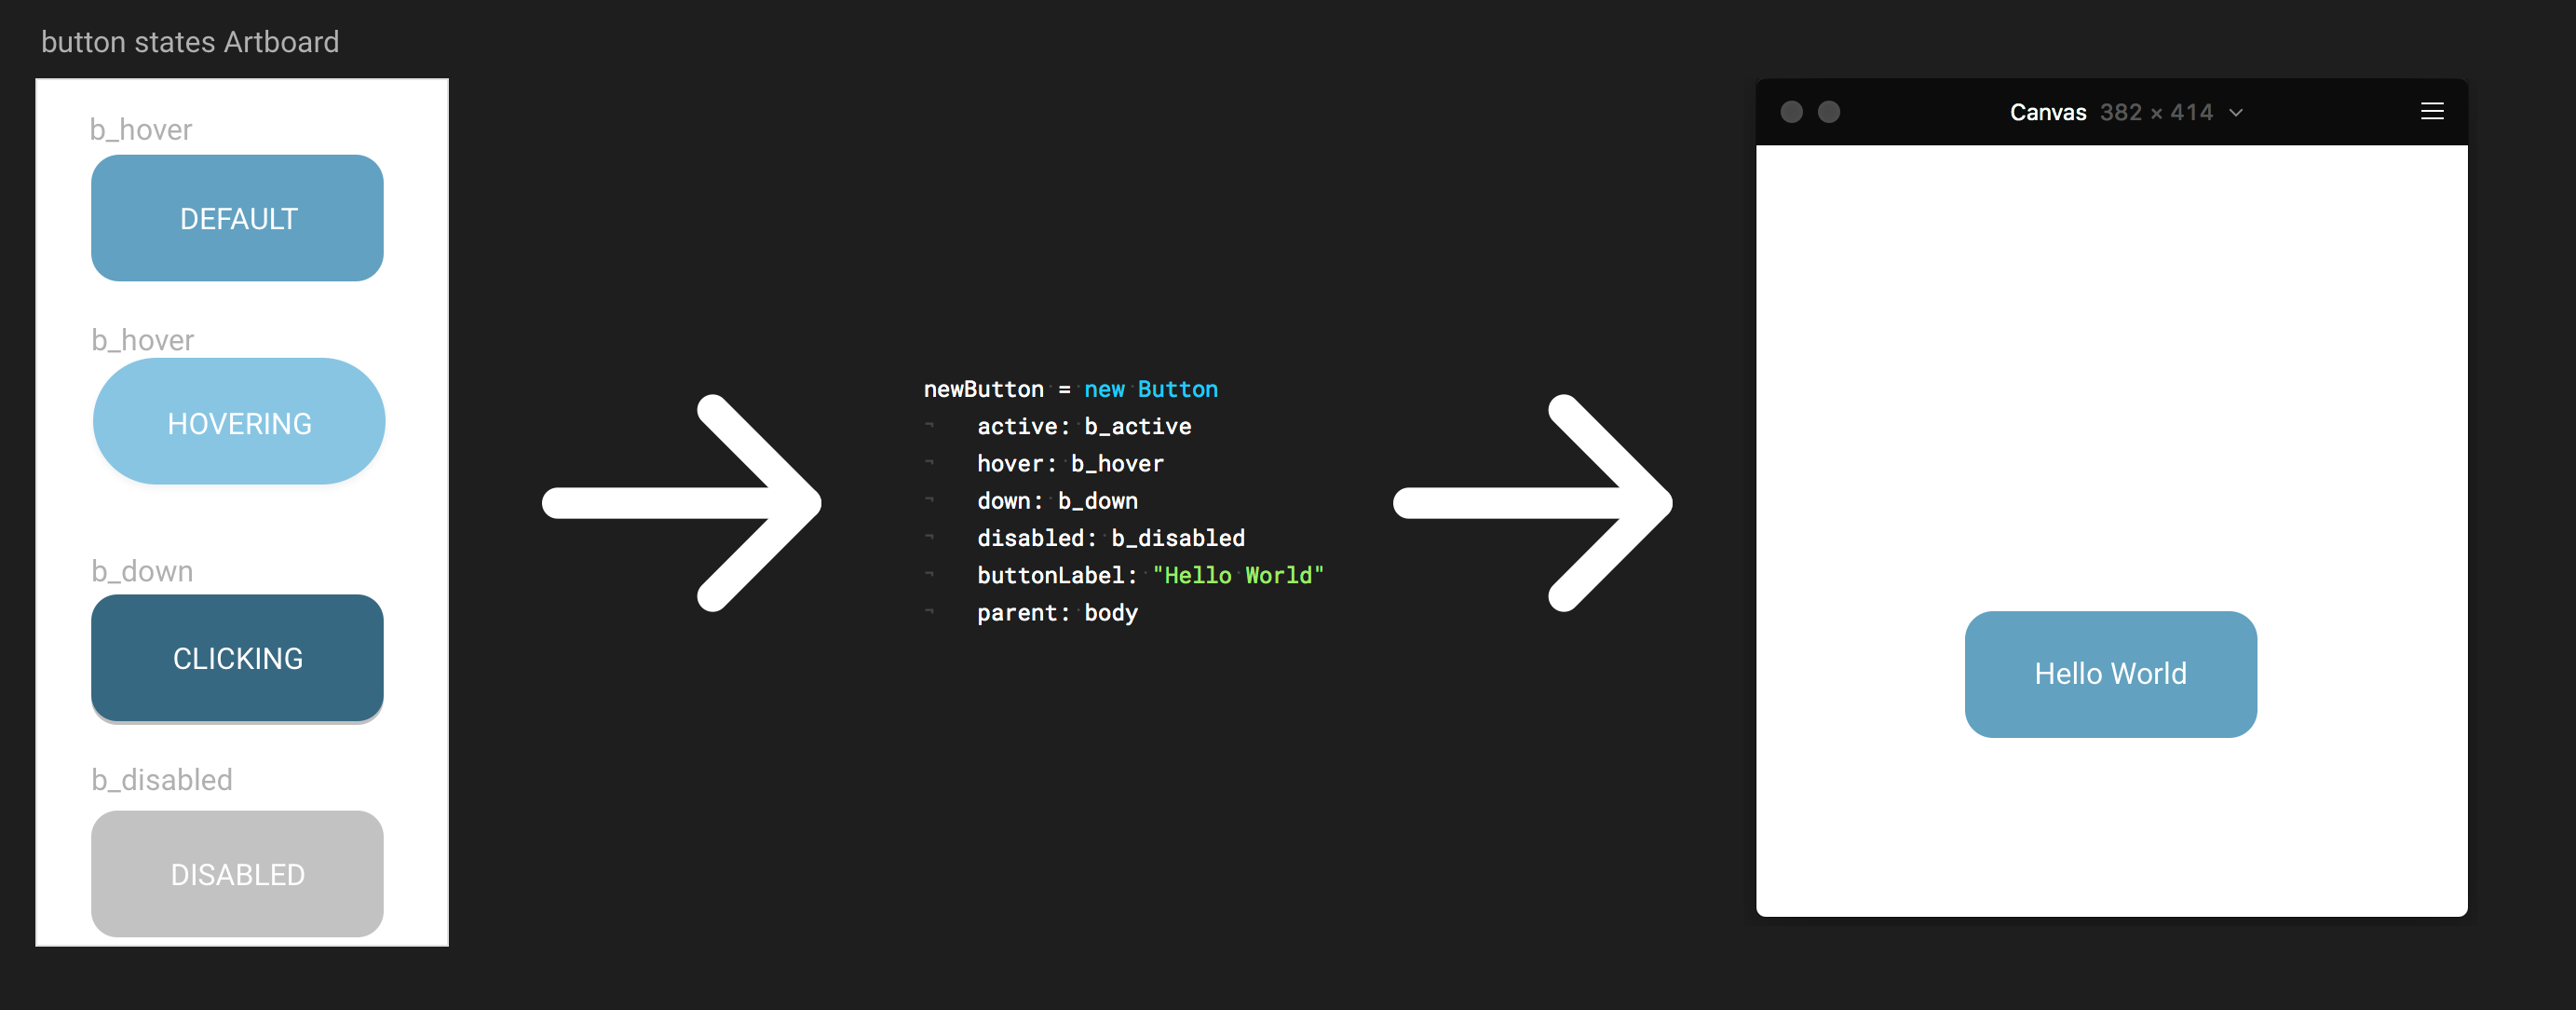 button states Artboard
b_hover
DEFAULT
b_hover
HOVERING
b_down
CLICKING
b_disabled
DISABLED
newButton = new Button
active: b_active
hover: b_hover
down: b_down
disabled: b_disabled
buttonLabel: "Hello World"
parent: body
Canvas 382 × 414
Hello World